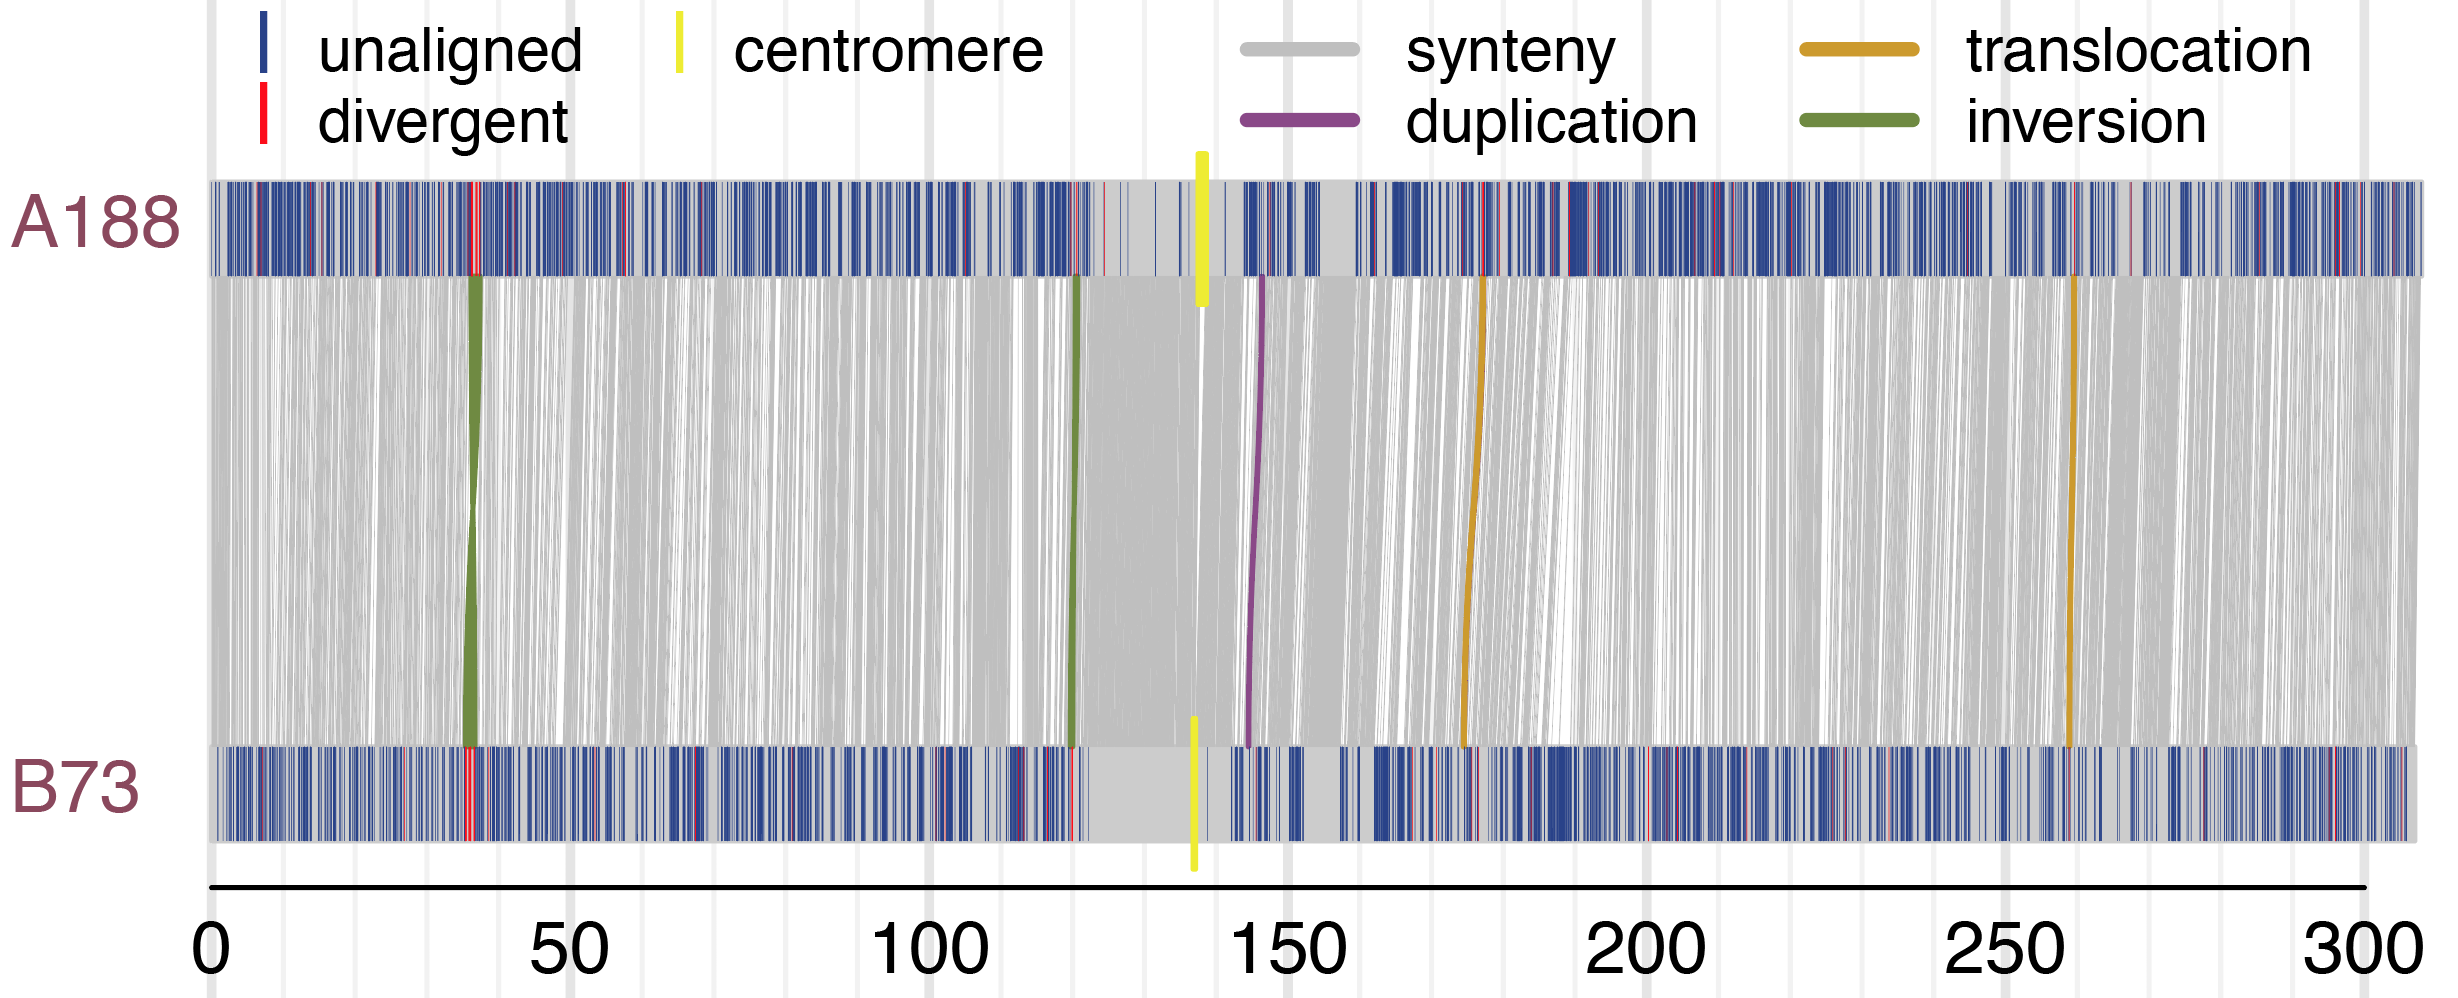 unaligned centromere synteny translocation
divergent duplication inversion
A188
B73
0 50 100 150 200 250 300